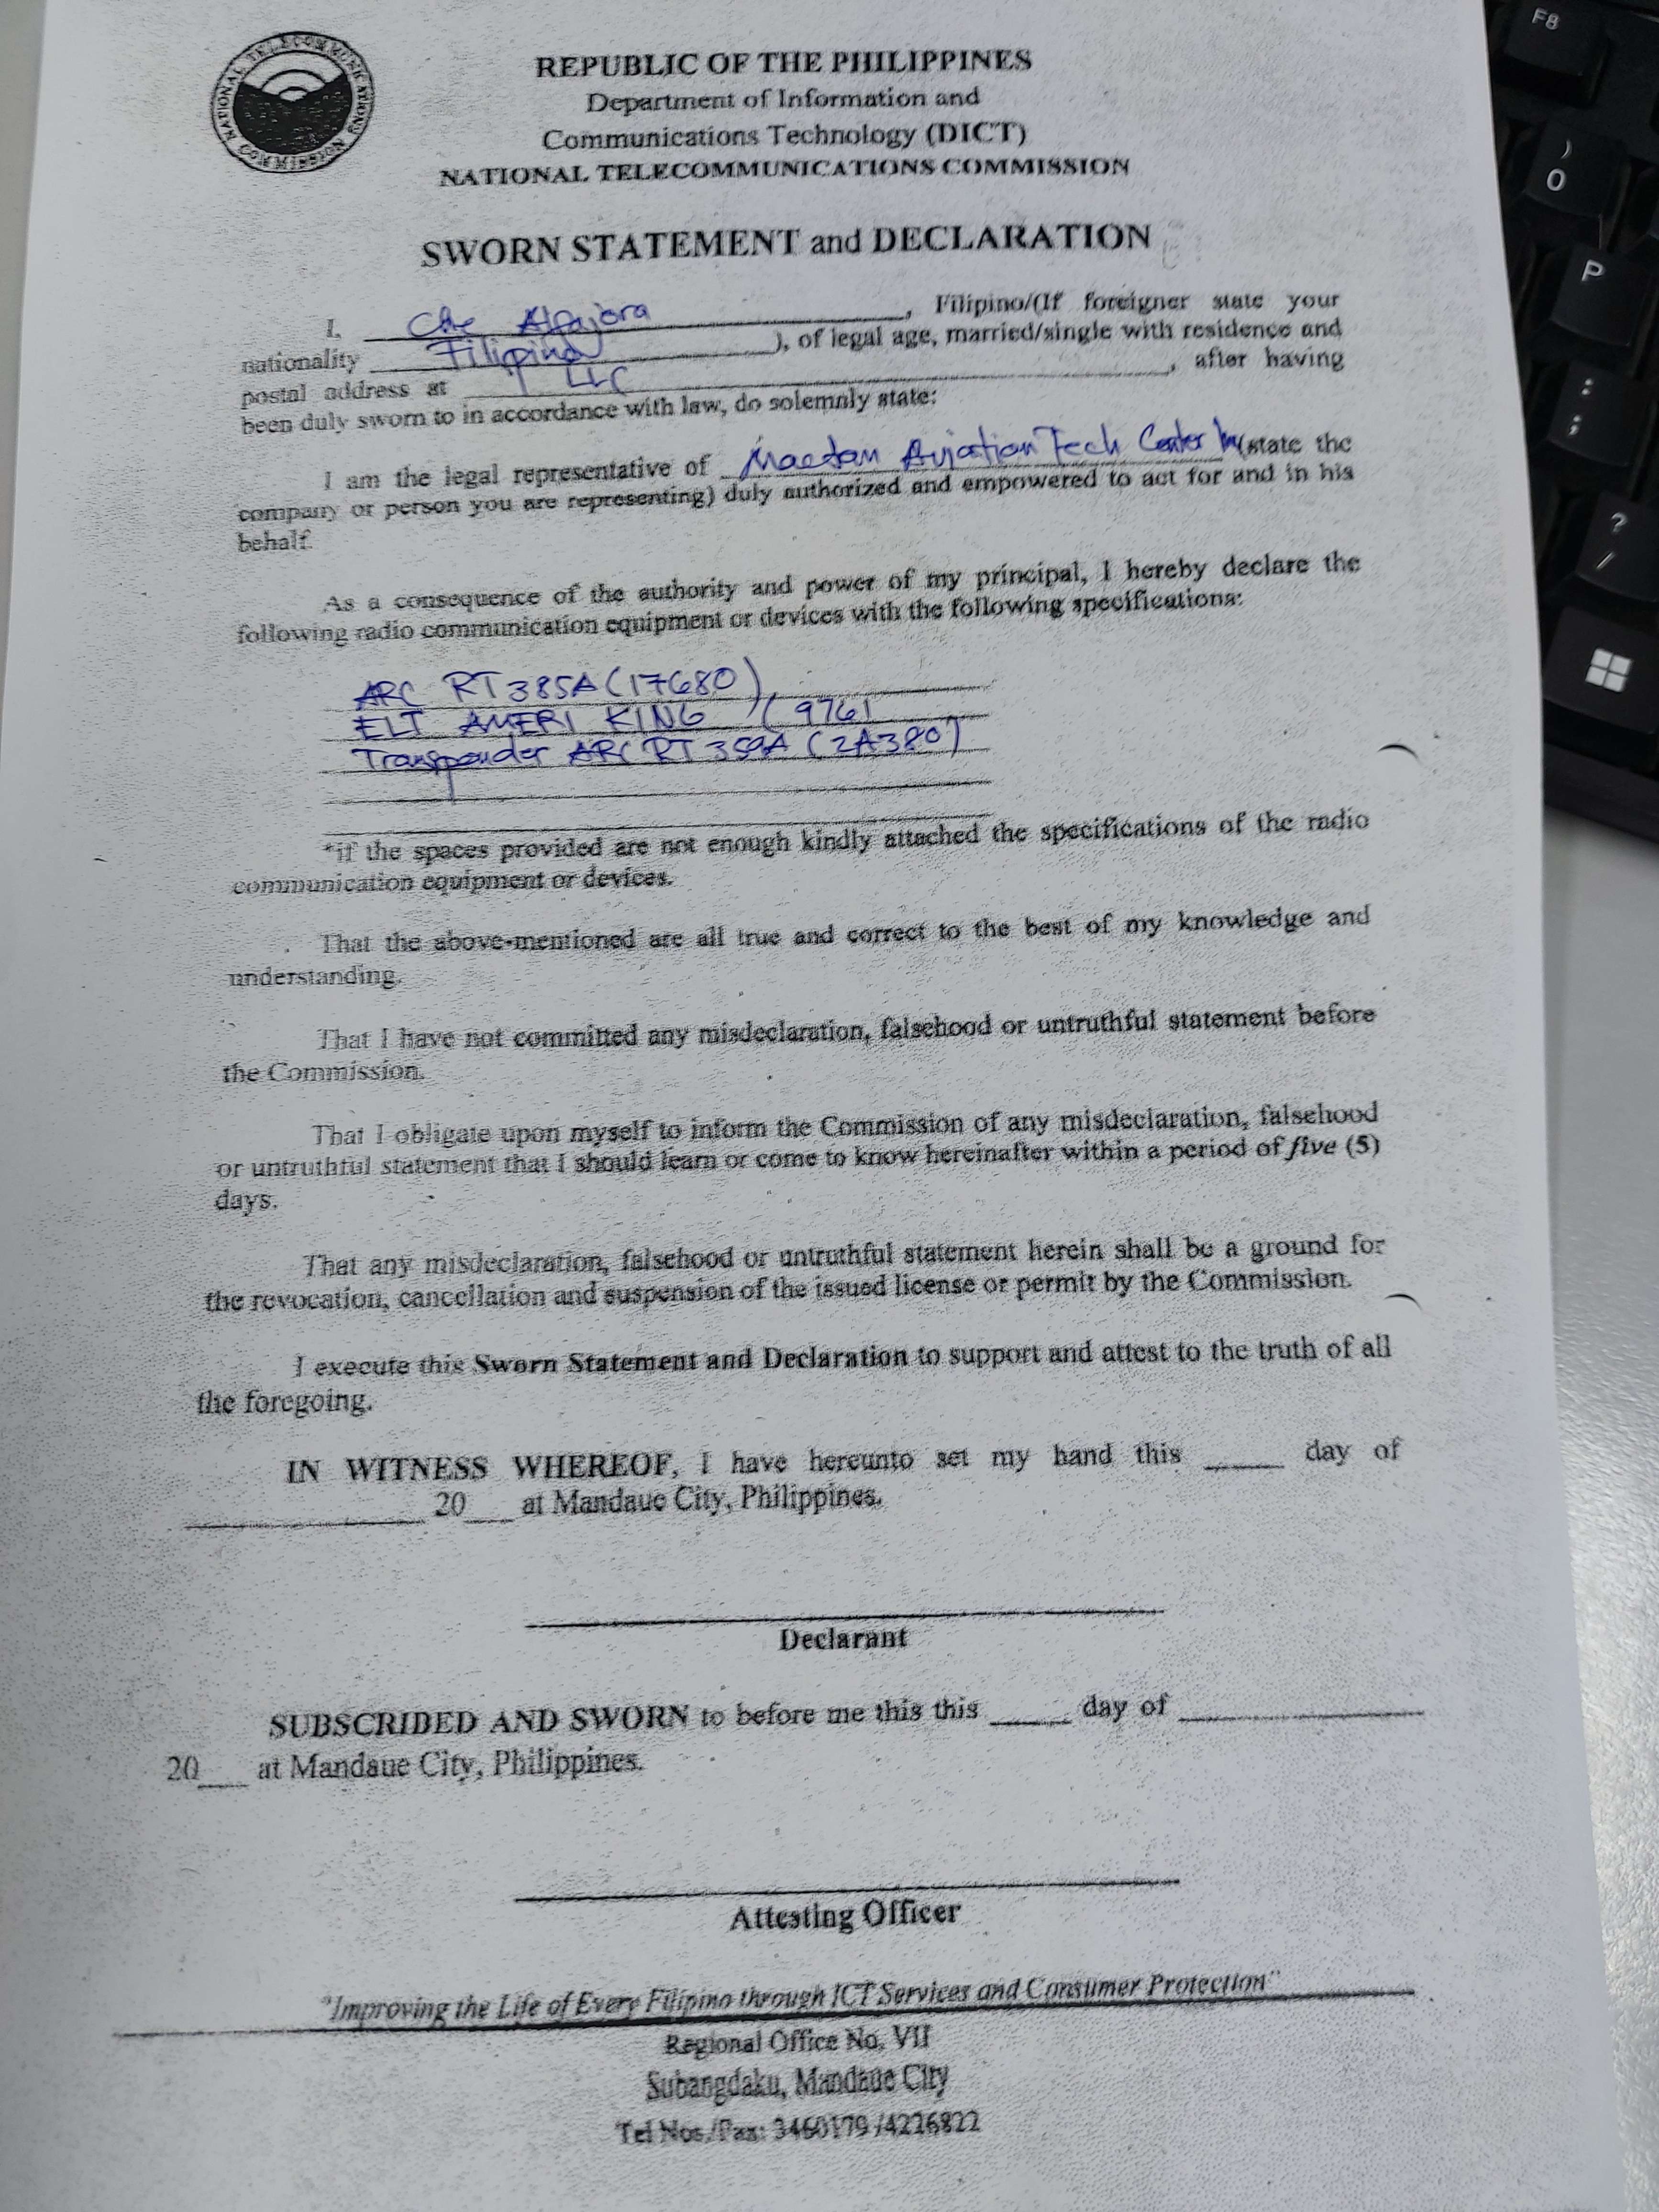 NATIONAL TELECOMMUNICATIONS COMMISSION
REPUBLIC OF THE PHILIPPINES
Department of Information and
Communications Technology (DICT)
NATIONAL TELECOMMUNICATIONS COMMISSION
SWORN STATEMENT and DECLARATION
I, Che Alpajora, Filipino/(If foreigner state your
nationality Filipino), of legal age, married/single with residence and
postal address at LLC, after having
been duly sworn to in accordance with law, do solemnly state:
I am the legal representative of Mactan Aviation Tech Center Inc (state the
company or person you are representing) duly authorized and empowered to act for and in his
behalf.
As a consequence of the authority and power of my principal, I hereby declare the
following radio communication equipment or devices with the following specifications:
ARC RT 385A (17680)
ELT AMERI KING (9761
Transponder ARC RT 359A (2A380)
*if the spaces provided are not enough kindly attached the specifications of the radio
communication equipment or devices.
That the above-mentioned are all true and correct to the best of my knowledge and
understanding.
That I have not committed any misdeclaration, falsehood or untruthful statement before
the Commission.
That I obligate upon myself to inform the Commission of any misdeclaration, falsehood
or untruthful statement that I should learn or come to know hereinafter within a period of five (5)
days.
That any misdeclaration, falsehood or untruthful statement herein shall be a ground for
the revocation, cancellation and suspension of the issued license or permit by the Commission.
I execute this Sworn Statement and Declaration to support and attest to the truth of all
the foregoing.
IN WITNESS WHEREOF, I have hereunto set my hand this _____ day of
_______________ 20___ at Mandaue City, Philippines.
Declarant
SUBSCRIBED AND SWORN to before me this this _____ day of _______________
20___ at Mandaue City, Philippines.
Attesting Officer
"Improving the Life of Every Filipino through ICT Services and Consumer Protection"
Regional Office No. VII
Subangdaku, Mandaue City
Tel Nos./Fax: 3460179 /4226822
F8
) 0
P
: ;
? /